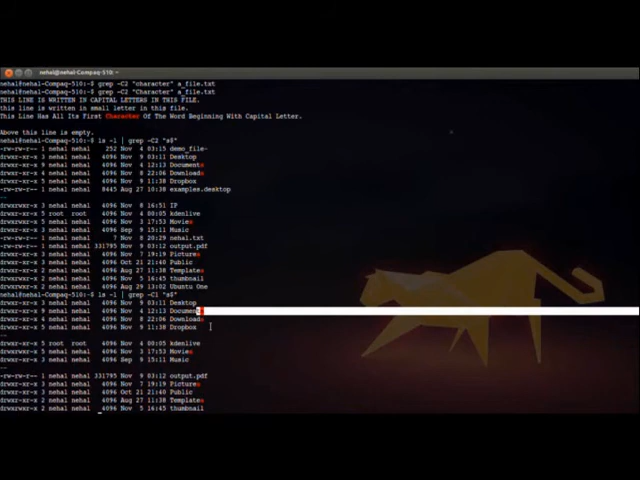 nehal@nehal-Compaq-510: ~
nehal@nehal-Compaq-510:~$ grep -C2 "character" a_file.txt
nehal@nehal-Compaq-510:~$ grep -C2 "Character" a_file.txt
THIS LINE IS WRITTEN IN CAPITAL LETTERS IN THIS FILE.
this line is written in small letter in this file.
This Line Has All Its First Character Of The Word Beginning With Capital Letters.
Above this line is empty.
nehal@nehal-Compaq-510:~$ ls -l | grep -C2 "s$"
-rw-rw-r-- 1 nehal nehal 252 Nov 4 03:15 demo_file~
drwxr-xr-x 3 nehal nehal 4096 Nov 9 03:11 Desktop
drwxr-xr-x 9 nehal nehal 4096 Nov 4 12:13 Documents
drwxr-xr-x 4 nehal nehal 4096 Nov 8 22:06 Downloads
drwxr-xr-x 5 nehal nehal 4096 Nov 9 11:38 Dropbox
-rw-r--r-- 1 nehal nehal 8445 Aug 27 10:38 examples.desktop
--
drwxrwxr-x 3 nehal nehal 4096 Nov 8 16:51 IP
drwxr-xr-x 4 root root 4096 Nov 4 00:05 kdenlive
drwxrwxr-x 5 nehal nehal 4096 Nov 3 17:53 Movies
drwxr-xr-x 3 nehal nehal 4096 Sep 9 11:15 Music
-rw-rw-r-- 1 nehal nehal 7 Nov 8 20:29 nehal.txt
-rw-rw-r-- 1 nehal nehal 331795 Nov 9 03:12 output.pdf
drwxr-xr-x 7 nehal nehal 4096 Nov 7 19:19 Pictures
drwxr-xr-x 3 nehal nehal 4096 Oct 21 21:40 Public
drwxr-xr-x 2 nehal nehal 4096 Aug 27 11:38 Templates
drwxrwxr-x 2 nehal nehal 4096 Nov 5 16:45 thumbnail
drwxrwxr-x 2 nehal nehal 4096 Aug 29 13:02 Ubuntu One
nehal@nehal-Compaq-510:~$ ls -l | grep -C1 "s$"
drwxr-xr-x 3 nehal nehal 4096 Nov 9 03:11 Desktop
drwxr-xr-x 9 nehal nehal 4096 Nov 4 12:13 Documents
drwxr-xr-x 4 nehal nehal 4096 Nov 8 22:06 Downloads
drwxr-xr-x 5 nehal nehal 4096 Nov 9 11:38 Dropbox
--
drwxr-xr-x 4 root root 4096 Nov 4 00:05 kdenlive
drwxrwxr-x 5 nehal nehal 4096 Nov 3 17:53 Movies
drwxr-xr-x 3 nehal nehal 4096 Sep 9 11:15 Music
--
-rw-rw-r-- 1 nehal nehal 331795 Nov 9 03:12 output.pdf
drwxr-xr-x 7 nehal nehal 4096 Nov 7 19:19 Pictures
drwxr-xr-x 3 nehal nehal 4096 Oct 21 21:40 Public
drwxr-xr-x 2 nehal nehal 4096 Aug 27 11:38 Templates
drwxrwxr-x 2 nehal nehal 4096 Nov 5 16:45 thumbnail